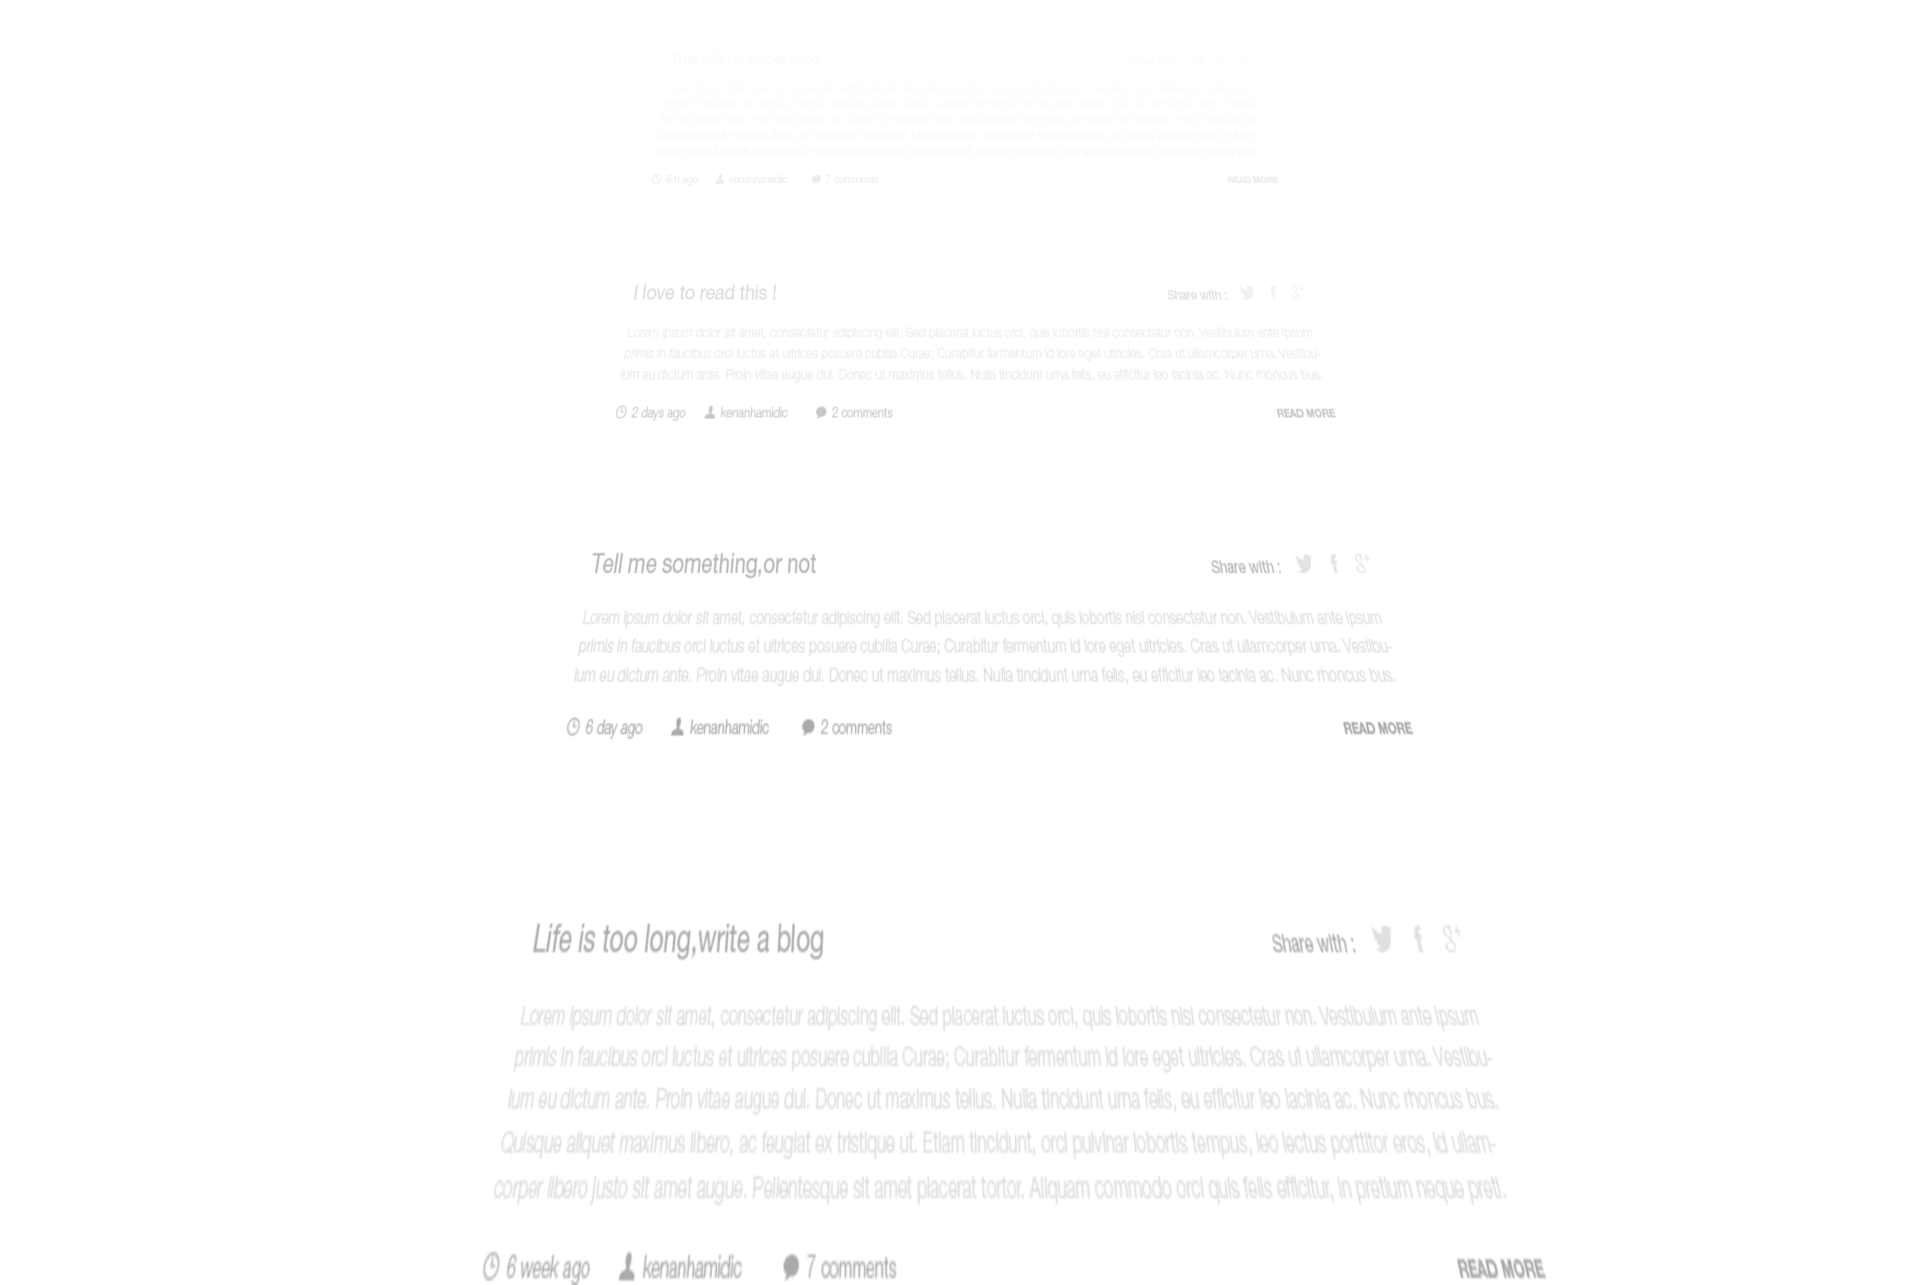 This will be super blog
6 h ago kenanhamidic 7 comments READ MORE
I love to read this ! Share with :
Lorem ipsum dolor sit amet, consectetur adipiscing elit. Sed placerat luctus orci, quis lobortis nisl consectetur non. Vestibulum ante ipsum
primis in faucibus orci luctus et ultrices posuere cubilia Curae; Curabitur fermentum id lore eget ultricies. Cras ut ullamcorper urna. Vestibu-
lum eu dictum ante. Proin vitae augue dui. Donec ut maximus tellus. Nulla tincidunt urna felis, eu efficitur leo lacinia ac. Nunc rhoncus bus.
2 days ago kenanhamidic 2 comments READ MORE
Tell me something,or not Share with :
Lorem ipsum dolor sit amet, consectetur adipiscing elit. Sed placerat luctus orci, quis lobortis nisl consectetur non. Vestibulum ante ipsum
primis in faucibus orci luctus et ultrices posuere cubilia Curae; Curabitur fermentum id lore eget ultricies. Cras ut ullamcorper urna. Vestibu-
lum eu dictum ante. Proin vitae augue dui. Donec ut maximus tellus. Nulla tincidunt urna felis, eu efficitur leo lacinia ac. Nunc rhoncus bus.
6 day ago kenanhamidic 2 comments READ MORE
Life is too long,write a blog Share with :
Lorem ipsum dolor sit amet, consectetur adipiscing elit. Sed placerat luctus orci, quis lobortis nisl consectetur non. Vestibulum ante ipsum
primis in faucibus orci luctus et ultrices posuere cubilia Curae; Curabitur fermentum id lore eget ultricies. Cras ut ullamcorper urna. Vestibu-
lum eu dictum ante. Proin vitae augue dui. Donec ut maximus tellus. Nulla tincidunt urna felis, eu efficitur leo lacinia ac. Nunc rhoncus bus.
Quisque aliquet maximus libero, ac feugiat ex tristique ut. Etiam tincidunt, orci pulvinar lobortis tempus, leo lectus porttitor eros, id ullam-
corper libero justo sit amet augue. Pellentesque sit amet placerat tortor. Aliquam commodo orci quis felis efficitur, in pretium neque preti.
6 week ago kenanhamidic 7 comments READ MORE